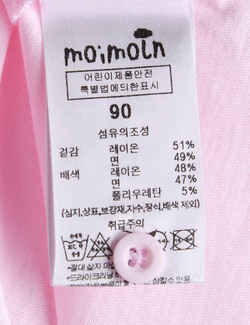 moimoln
어린이제품안전
특별법에의한표시
90
섬유의조성
겉감 레이온 51%
면 49%
배색 레이온 48%
면 47%
폴리우레탄 5%
(심지,상표,보강재,자수,장식,배색 제외)
취급주의